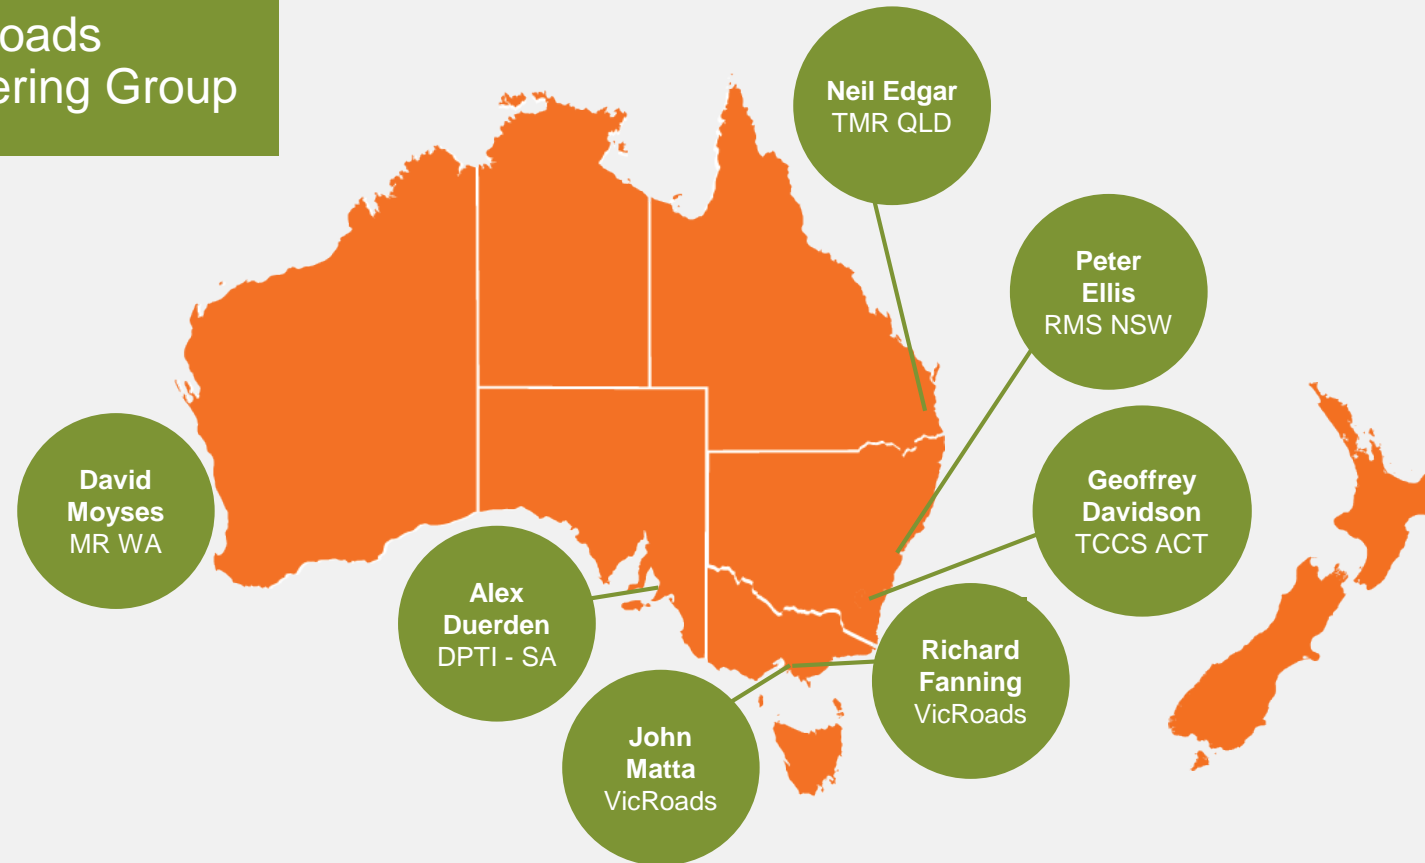 oads
ering Group
Neil Edgar
TMR QLD
Peter
Ellis
RMS NSW
David
Moyses
MR WA
Geoffrey
Davidson
TCCS ACT
Alex
Duerden
DPTI - SA
Richard
Fanning
VicRoads
John
Matta
VicRoads